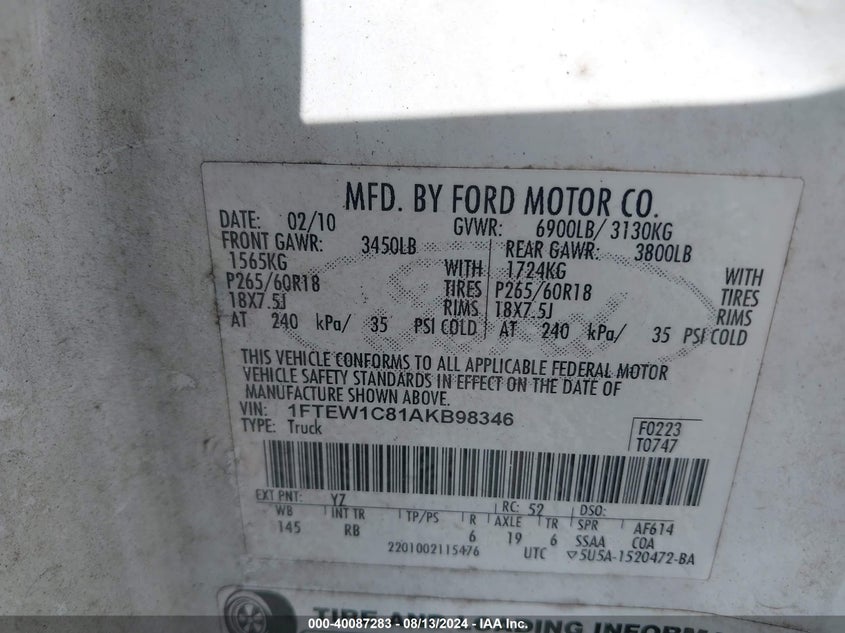 MFD. BY FORD MOTOR CO.
DATE: 02/10 GVWR: 6900LB/ 3130KG
FRONT GAWR: 3450LB REAR GAWR: 3800LB
1565KG WITH 1724KG WITH
P265/60R18 TIRES P265/60R18 TIRES
18X7.5J RIMS 18X7.5J RIMS
AT 240 kPa/ 35 PSI COLD AT 240 kPa/ 35 PSI COLD
THIS VEHICLE CONFORMS TO ALL APPLICABLE FEDERAL MOTOR
VEHICLE SAFETY STANDARDS IN EFFECT ON THE DATE OF
MANUFACTURE SHOWN ABOVE.
VIN: 1FTEW1C81AKB98346
TYPE: Truck
F0223
T0747
EXT PNT: YZ RC: 52 DSO:
WB INT TR TP/PS R AXLE TR SPR AF614
145 RB 6 19 6 SSAA COA
2201002115476 UTC ▽5U5A-1520472-BA
TIRE AND LOADING INFORM
000-40087283 - 08/13/2024 - IAA Inc.